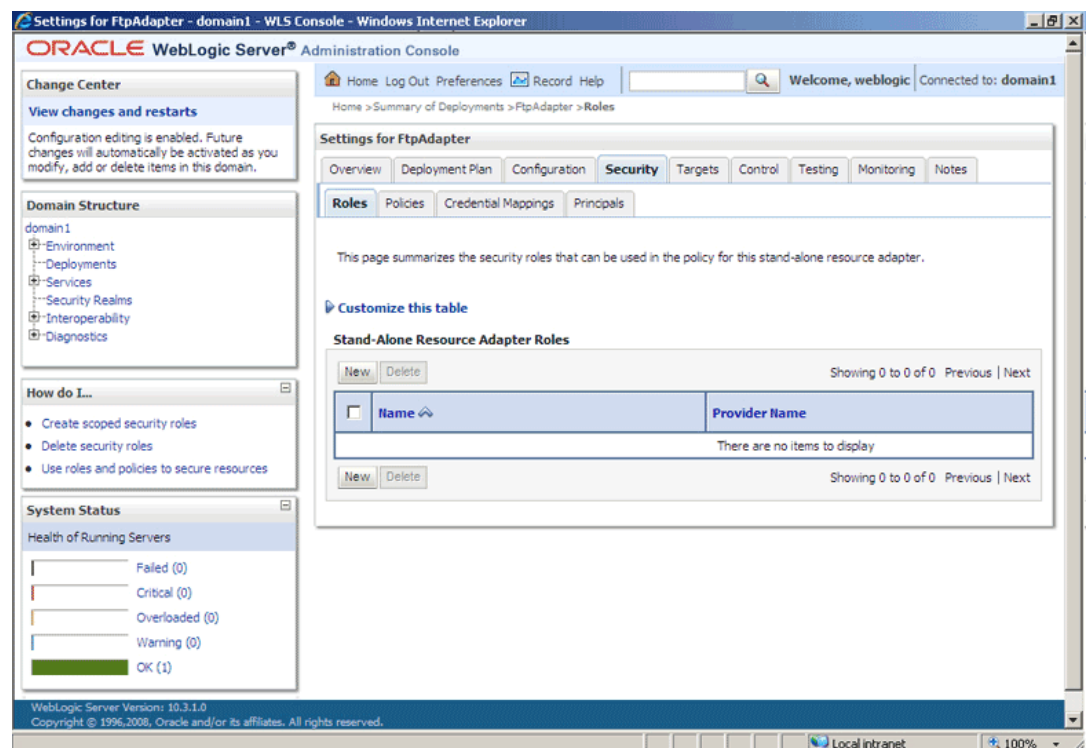 Settings for FtpAdapter - domain1 - WLS Console - Windows Internet Explorer
ORACLE WebLogic Server® Administration Console
Change Center
View changes and restarts
Configuration editing is enabled. Future
changes will automatically be activated as you
modify, add or delete items in this domain.
Domain Structure
domain1
Environment
Deployments
Services
Security Realms
Interoperability
Diagnostics
How do I...
Create scoped security roles
Delete security roles
Use roles and policies to secure resources
System Status
Health of Running Servers
Failed (0)
Critical (0)
Overloaded (0)
Warning (0)
OK (1)
Home Log Out Preferences Record Help
Welcome, weblogic Connected to: domain1
Home >Summary of Deployments >FtpAdapter >Roles
Settings for FtpAdapter
Overview Deployment Plan Configuration Security Targets Control Testing Monitoring Notes
Roles Policies Credential Mappings Principals
This page summarizes the security roles that can be used in the policy for this stand-alone resource adapter.
Customize this table
Stand-Alone Resource Adapter Roles
New Delete Showing 0 to 0 of 0 Previous | Next
Name Provider Name
There are no items to display
New Delete Showing 0 to 0 of 0 Previous | Next
WebLogic Server Version: 10.3.1.0
Copyright © 1996,2008, Oracle and/or its affiliates. All rights reserved.
Local intranet 100%